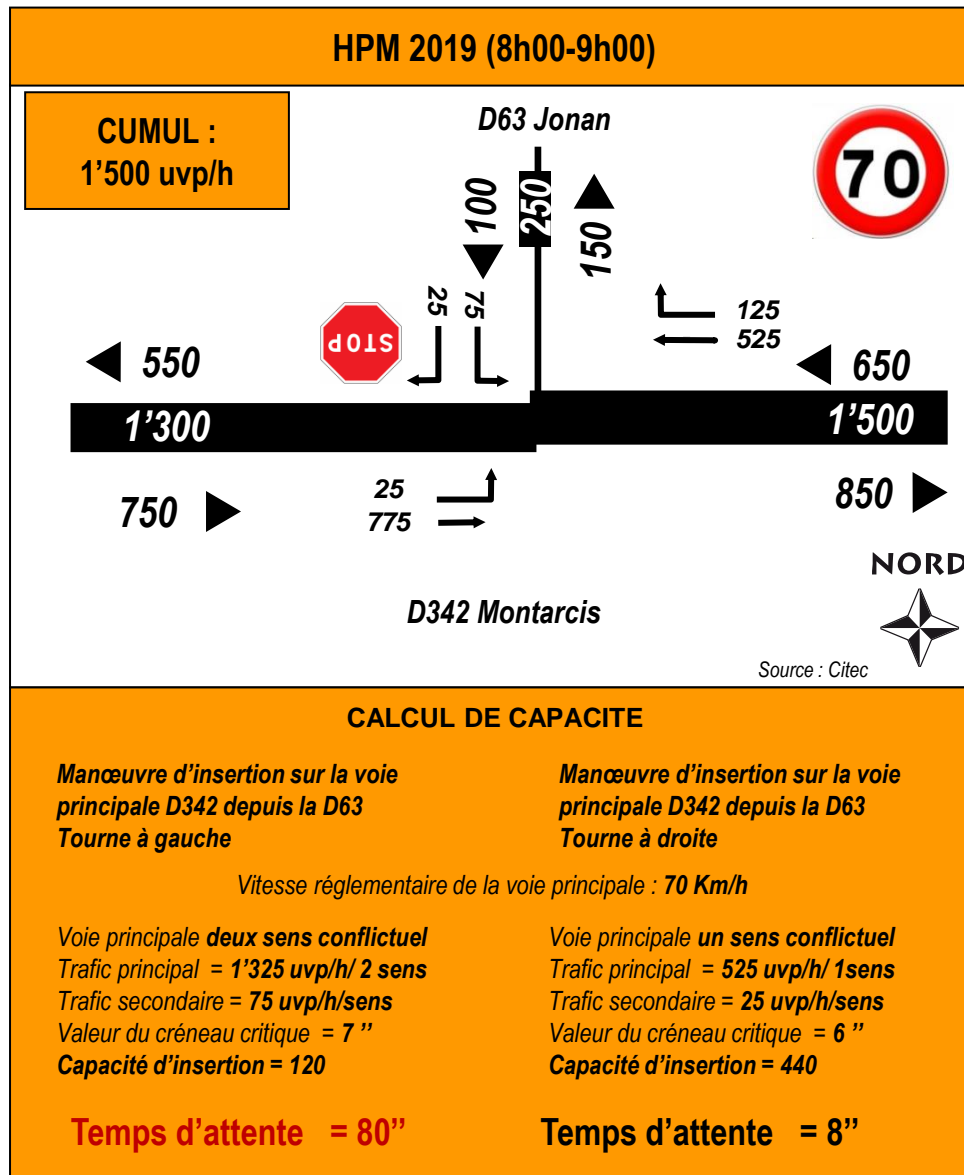 HPM 2019 (8h00-9h00)
CUMUL :
1’500 uvp/h
D63 Jonan
70
100
250
150
25
75
STOP
125
525
550
650
1’300
1’500
750
25
775
850
NORD
D342 Montarcis
Source : Citec
CALCUL DE CAPACITE
Manœuvre d’insertion sur la voie
principale D342 depuis la D63
Tourne à gauche
Manœuvre d’insertion sur la voie
principale D342 depuis la D63
Tourne à droite
Vitesse réglementaire de la voie principale : 70 Km/h
Voie principale deux sens conflictuel
Trafic principal = 1’325 uvp/h/ 2 sens
Trafic secondaire = 75 uvp/h/sens
Valeur du créneau critique = 7 ’’
Capacité d’insertion = 120
Temps d’attente = 80’’
Voie principale un sens conflictuel
Trafic principal = 525 uvp/h/ 1sens
Trafic secondaire = 25 uvp/h/sens
Valeur du créneau critique = 6 ’’
Capacité d’insertion = 440
Temps d’attente = 8’’